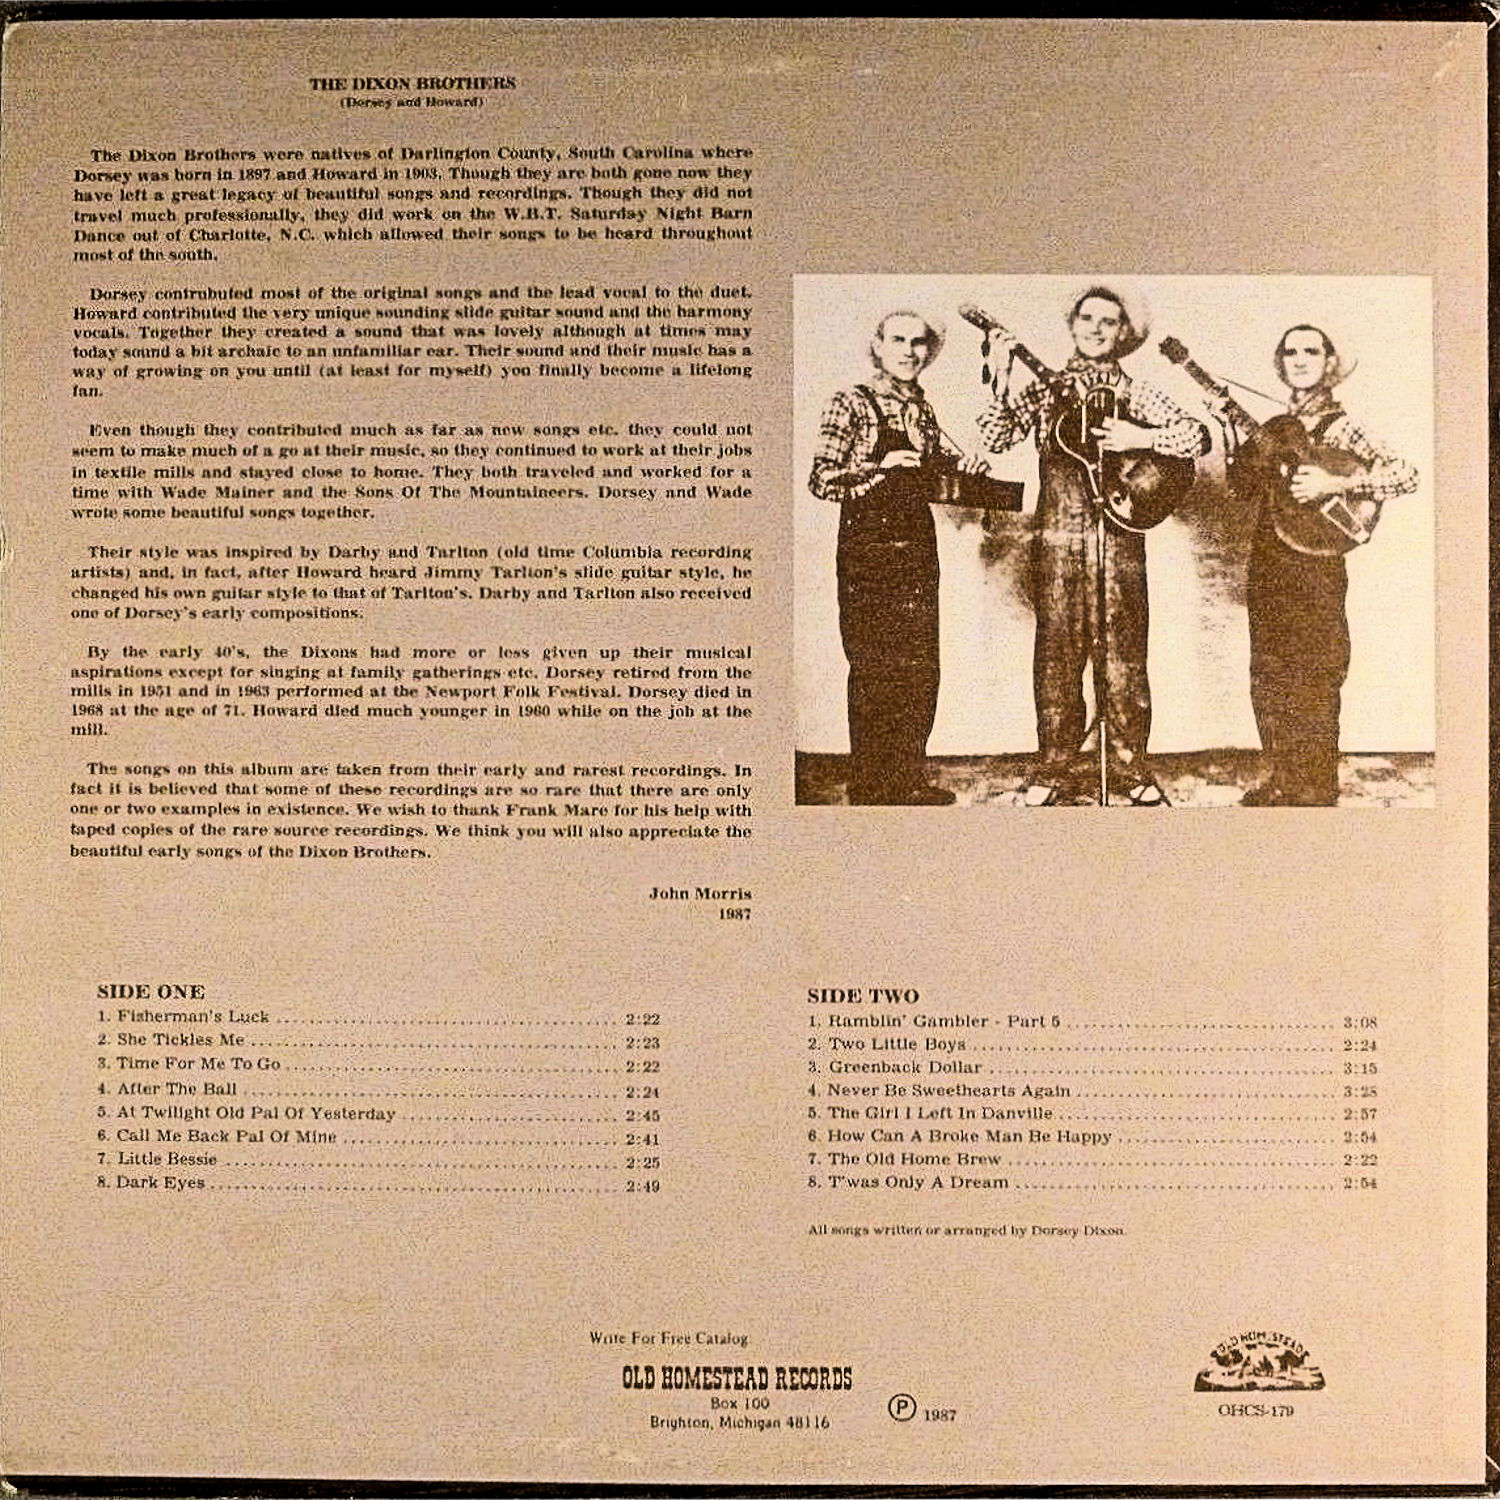 THE DIXON BROTHERS
(Dorsey and Howard)
The Dixon Brothers were natives of Darlington County, South Carolina where
Dorsey was born in 1897 and Howard in 1903. Though they are both gone now they
have left a great legacy of beautiful songs and recordings. Though they did not
travel much professionally, they did work on the W.B.T. Saturday Night Barn
Dance out of Charlotte, N.C. which allowed their songs to be heard throughout
most of the south.
Dorsey contrubuted most of the original songs and the lead vocal to the duet.
Howard contributed the very unique sounding slide guitar sound and the harmony
vocals. Together they created a sound that was lovely although at times may
today sound a bit archaic to an unfamiliar ear. Their sound and their music has a
way of growing on you until (at least for myself) you finally become a lifelong
fan.
Even though they contributed much as far as new songs etc. they could not
seem to make much of a go at their music, so they continued to work at their jobs
in textile mills and stayed close to home. They both traveled and worked for a
time with Wade Mainer and the Sons Of The Mountaineers. Dorsey and Wade
wrote some beautiful songs together.
Their style was inspired by Darby and Tarlton (old time Columbia recording
artists) and, in fact, after Howard heard Jimmy Tarlton's slide guitar style, he
changed his own guitar style to that of Tarlton's. Darby and Tarlton also received
one of Dorsey's early compositions.
By the early 40's, the Dixons had more or less given up their musical
aspirations except for singing at family gatherings etc. Dorsey retired from the
mills in 1951 and in 1963 performed at the Newport Folk Festival. Dorsey died in
1968 at the age of 71. Howard died much younger in 1960 while on the job at the
mill.
The songs on this album are taken from their early and rarest recordings. In
fact it is believed that some of these recordings are so rare that there are only
one or two examples in existence. We wish to thank Frank Mare for his help with
taped copies of the rare source recordings. We think you will also appreciate the
beautiful early songs of the Dixon Brothers.
John Morris
1987
SIDE ONE
1. Fisherman's Luck 2:22
2. She Tickles Me 2:23
3. Time For Me To Go 2:22
4. After The Ball 2:24
5. At Twilight Old Pal Of Yesterday 2:45
6. Call Me Back Pal Of Mine 2:41
7. Little Bessie 2:25
8. Dark Eyes 2:49
SIDE TWO
1. Ramblin' Gambler - Part 5 3:08
2. Two Little Boys 2:24
3. Greenback Dollar 3:15
4. Never Be Sweethearts Again 3:28
5. The Girl I Left In Danville 2:57
6. How Can A Broke Man Be Happy 2:54
7. The Old Home Brew 2:22
8. T'was Only A Dream 2:54
All songs written or arranged by Dorsey Dixon.
Write For Free Catalog
OLD HOMESTEAD RECORDS
Box 100
Brighton, Michigan 48116
Ⓟ 1987
OLD HOMESTEAD
OHCS-179